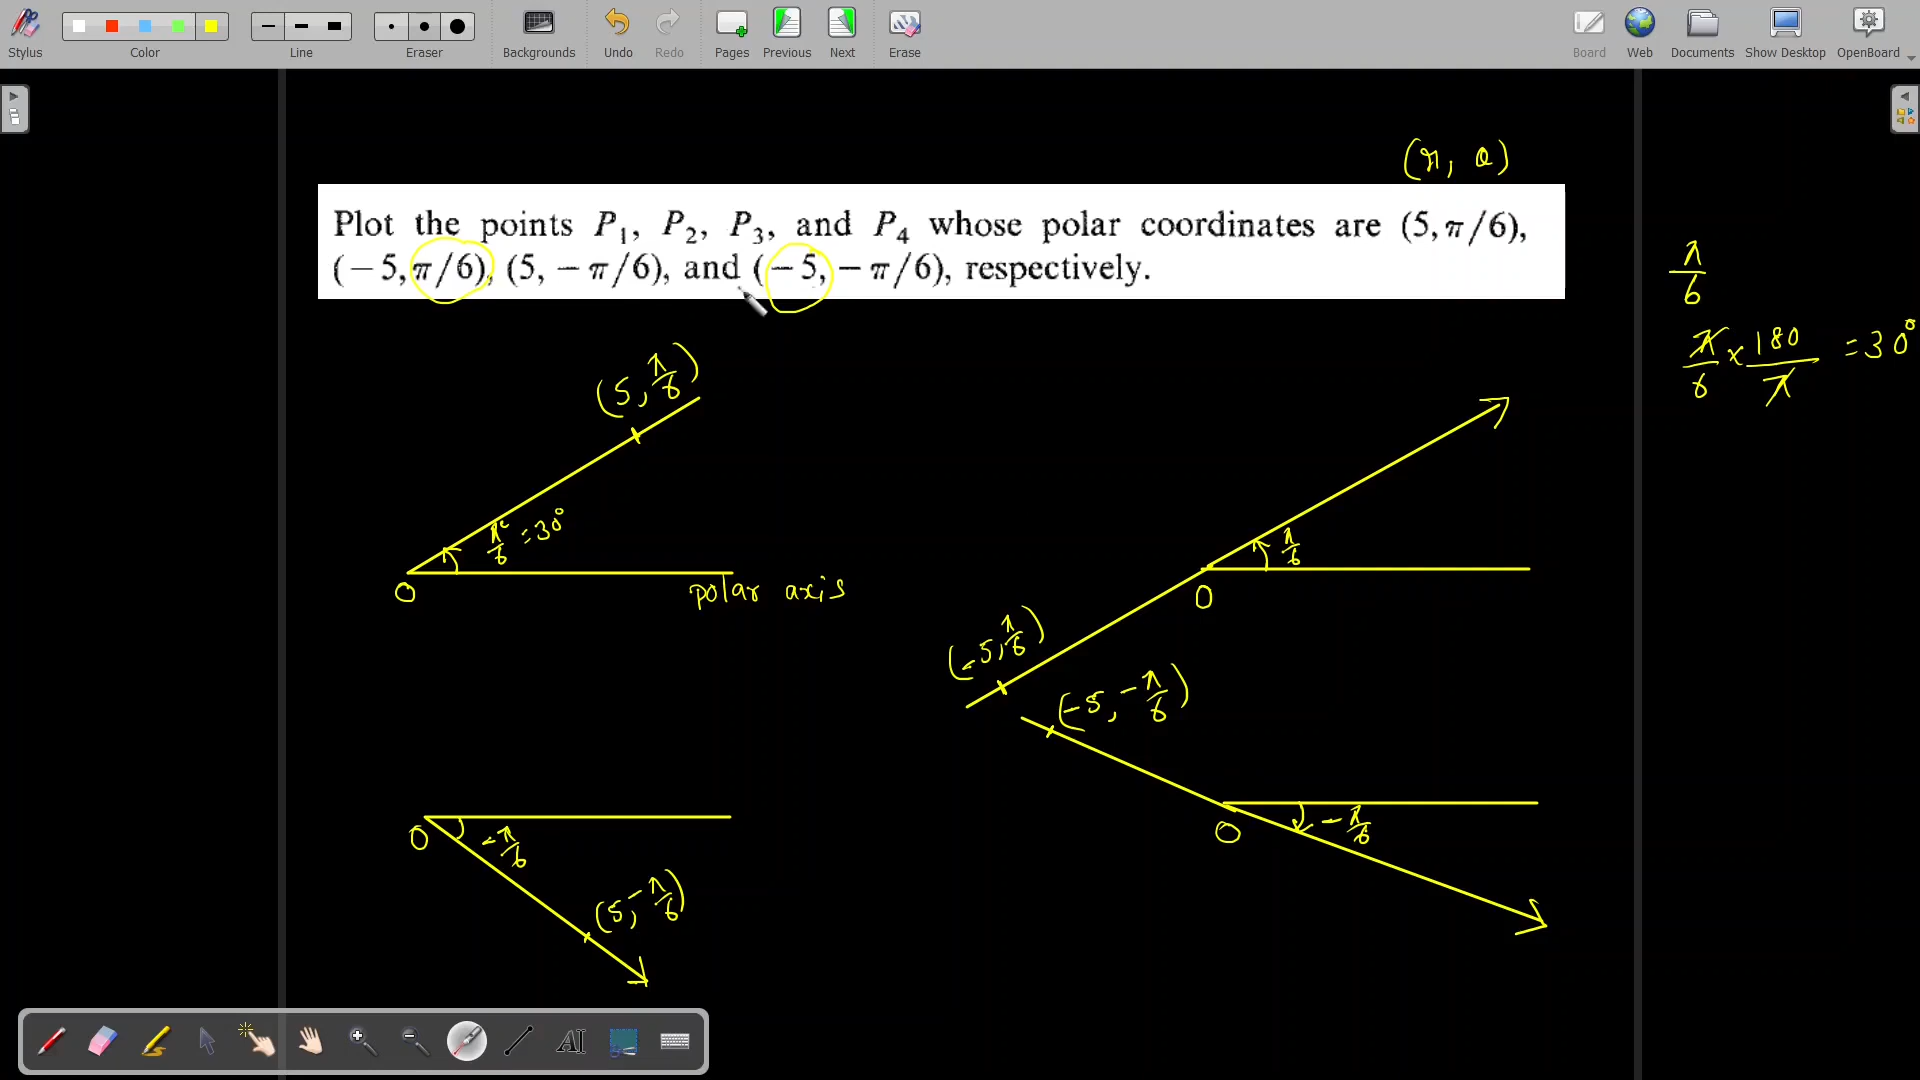 Stylus Color Line Eraser Backgrounds Undo Redo Pages Previous Next Erase Board Web Documents Show Desktop OpenBoard
(r, θ)
Plot the points P₁, P₂, P₃, and P₄ whose polar coordinates are (5, π/6),
(−5, π/6), (5, −π/6), and (−5, −π/6), respectively.
π/6
π/6 × 180/π = 30°
(5, π/6)
π/6ᶜ = 30°
O
polar axis
π/6
O
(-5, π/6)
(-5, -π/6)
O
-π/6
(5, -π/6)
O
-π/6
AI